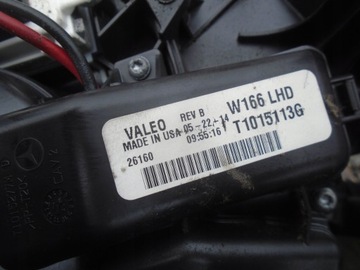 VALEO REV B W166 LHD
MADE IN USA 05-22-14 T1015113G
26160 09:55:16